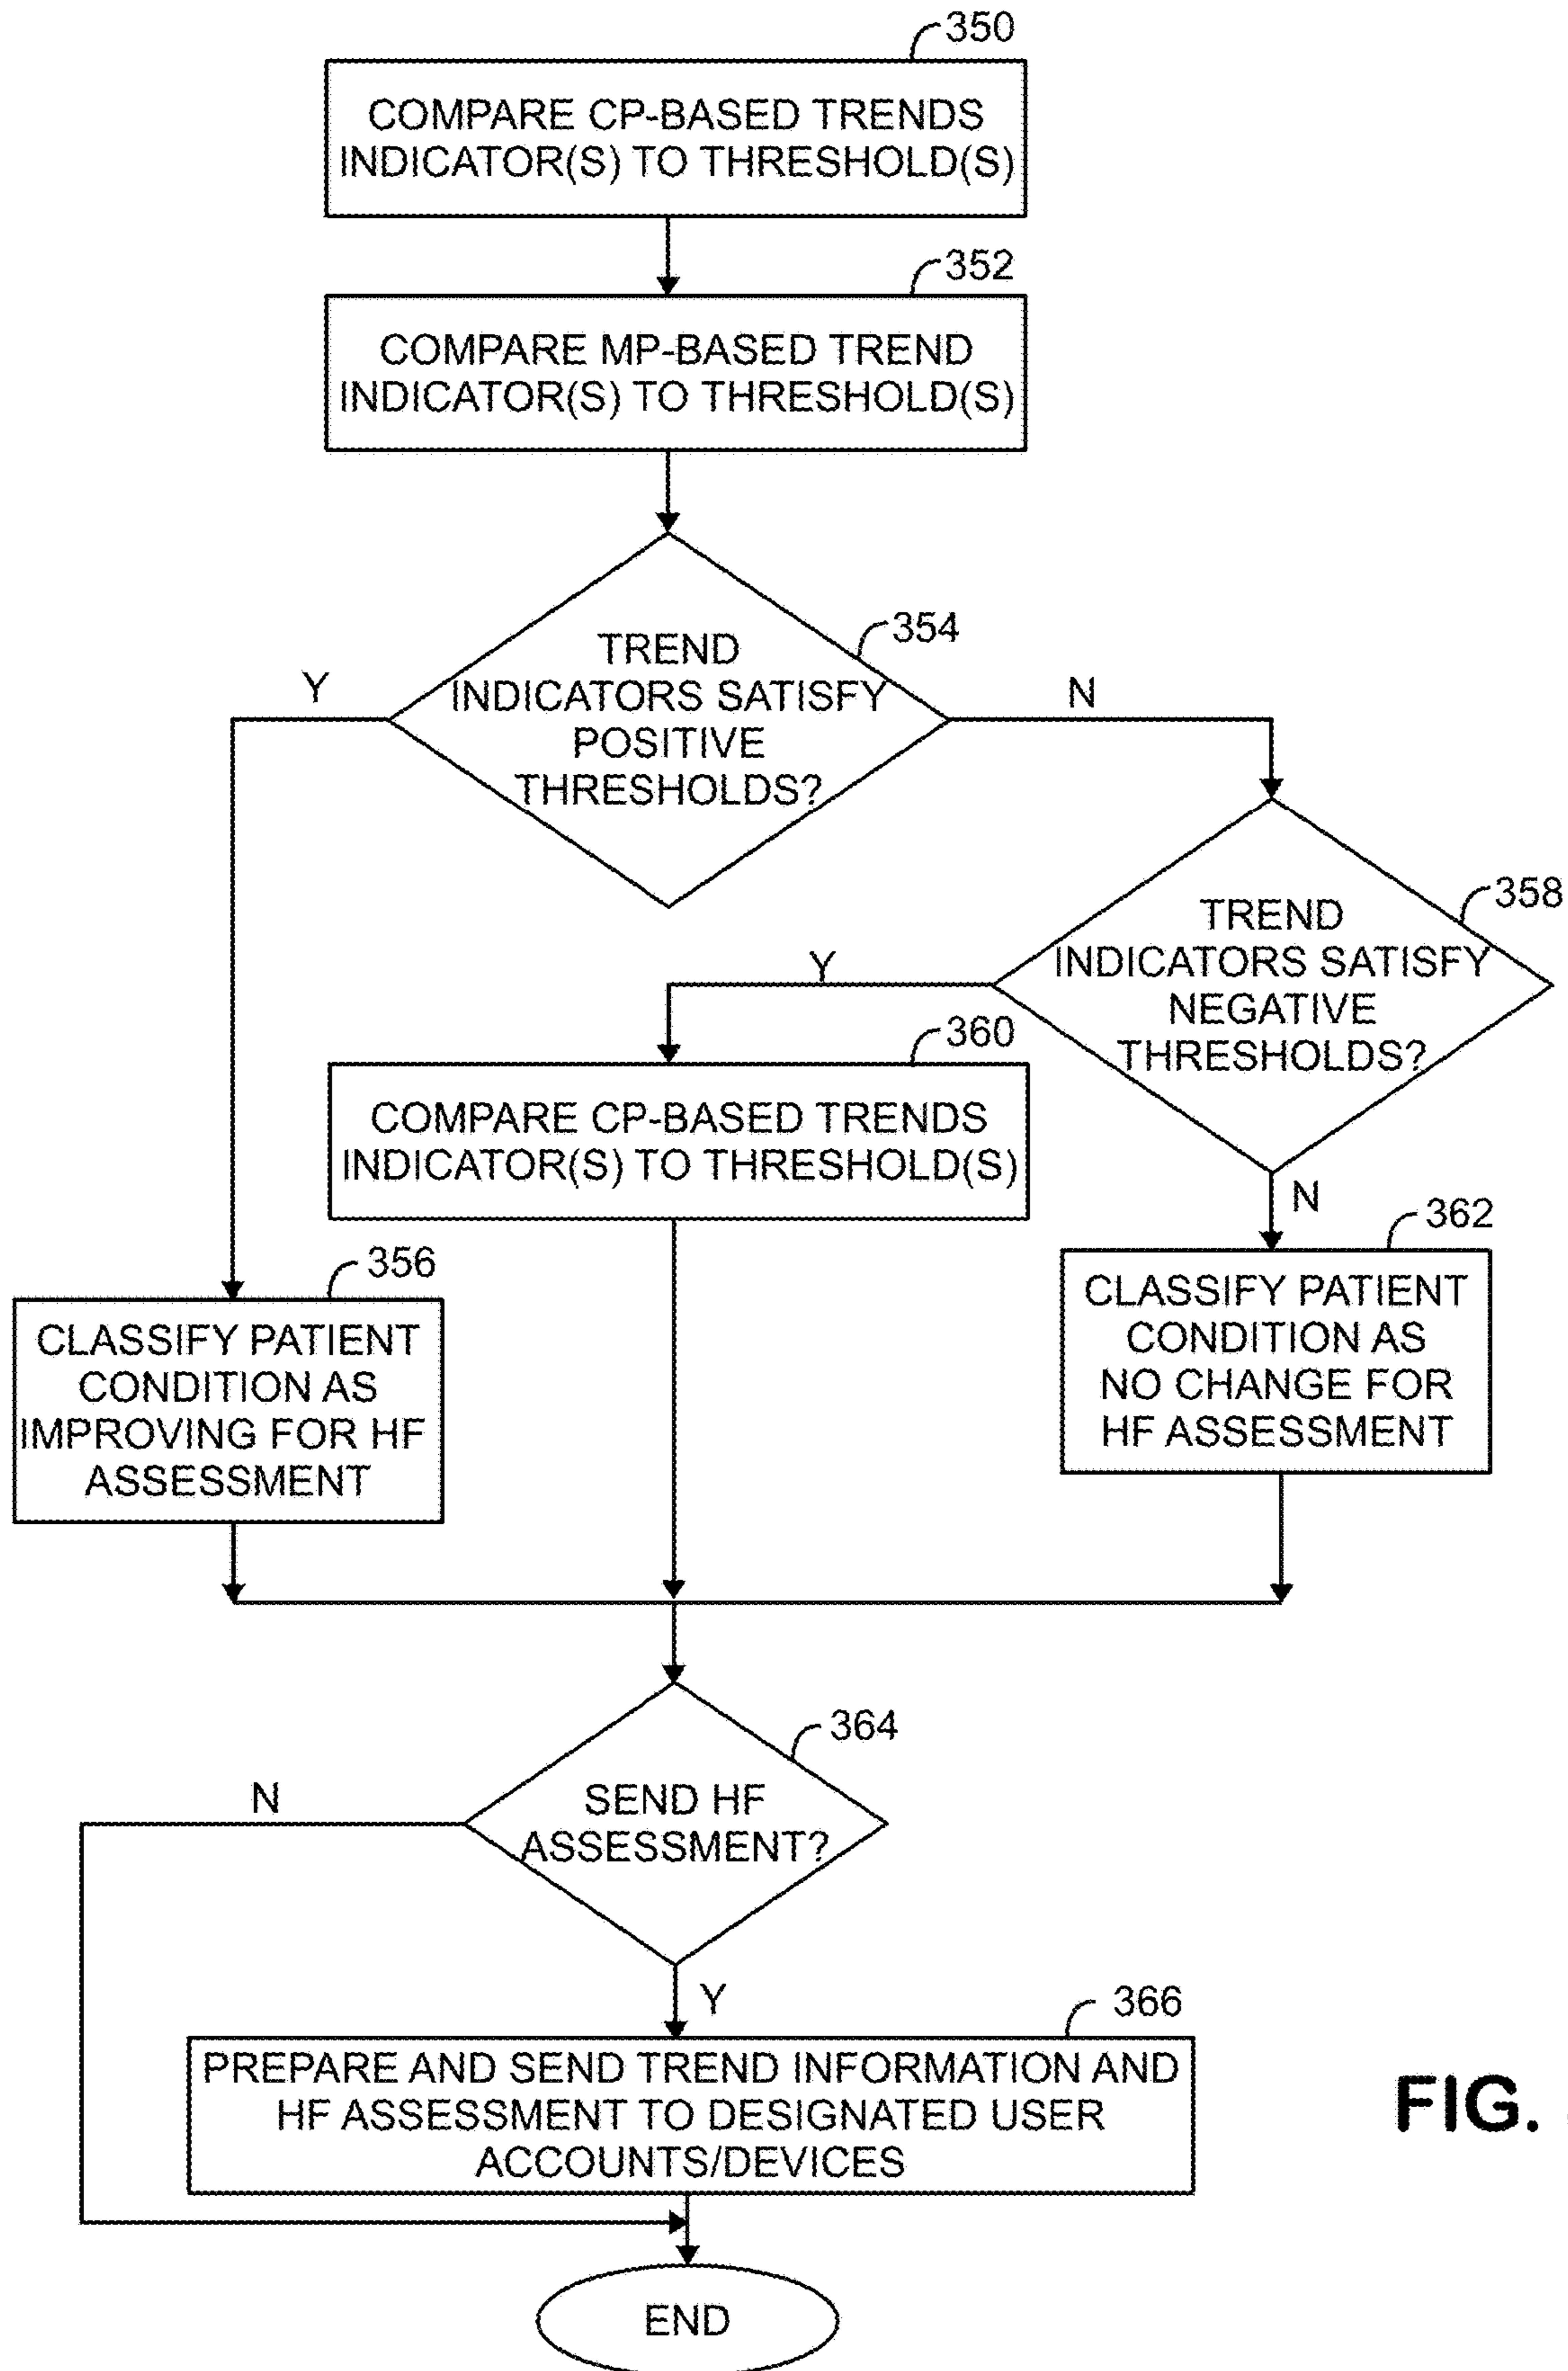 350
COMPARE CP-BASED TRENDS
INDICATOR(S) TO THRESHOLD(S)
352
COMPARE MP-BASED TREND
INDICATOR(S) TO THRESHOLD(S)
354
TREND
INDICATORS SATISFY
POSITIVE
THRESHOLDS?
Y
N
358
TREND
INDICATORS SATISFY
NEGATIVE
THRESHOLDS?
Y
N
360
COMPARE CP-BASED TRENDS
INDICATOR(S) TO THRESHOLD(S)
362
CLASSIFY PATIENT
CONDITION AS
NO CHANGE FOR
HF ASSESSMENT
356
CLASSIFY PATIENT
CONDITION AS
IMPROVING FOR HF
ASSESSMENT
364
SEND HF
ASSESSMENT?
N
Y
366
PREPARE AND SEND TREND INFORMATION AND
HF ASSESSMENT TO DESIGNATED USER
ACCOUNTS/DEVICES
FIG.
END